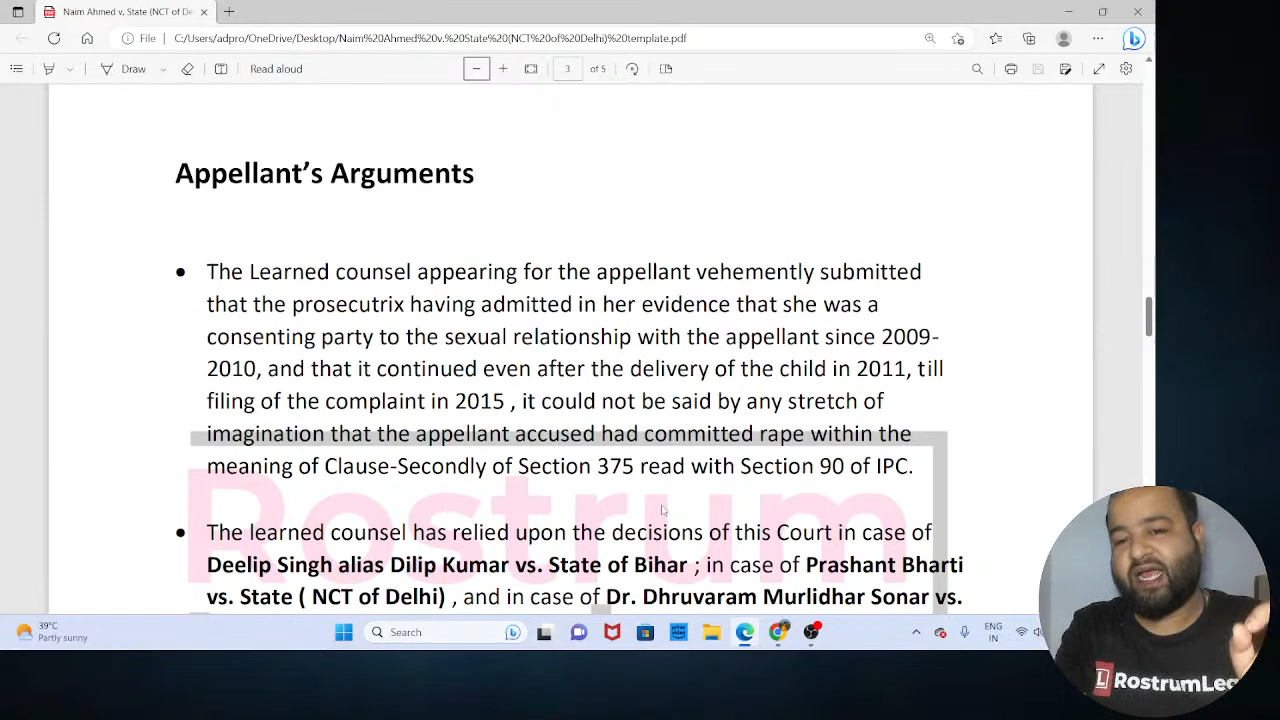 Naim Ahmed v. State (NCT of De
File
C:/Users/adpro/OneDrive/Desktop/Naim%20Ahmed%20v.%20State%20(NCT%20of%20Delhi)%20template.pdf
Draw
Read aloud
3 of 5
Appellant’s Arguments
• The Learned counsel appearing for the appellant vehemently submitted
that the prosecutrix having admitted in her evidence that she was a
consenting party to the sexual relationship with the appellant since 2009-
2010, and that it continued even after the delivery of the child in 2011, till
filing of the complaint in 2015 , it could not be said by any stretch of
imagination that the appellant accused had committed rape within the
meaning of Clause-Secondly of Section 375 read with Section 90 of IPC.
Rostrum
• The learned counsel has relied upon the decisions of this Court in case of
Deelip Singh alias Dilip Kumar vs. State of Bihar ; in case of Prashant Bharti
vs. State ( NCT of Delhi) , and in case of Dr. Dhruvaram Murlidhar Sonar vs.
39°C
Partly sunny
Search
prime video
ENG
IN
RostrumLeg